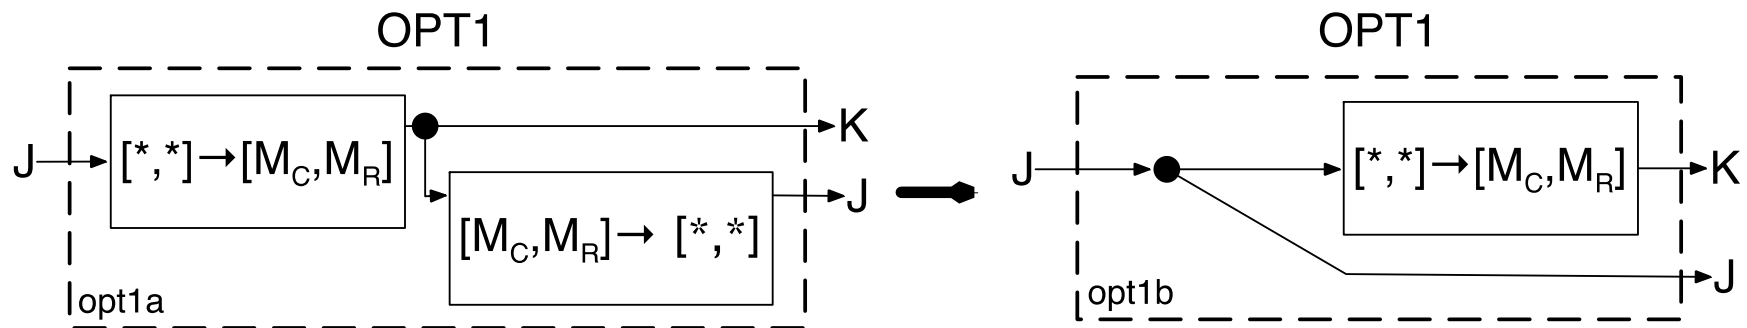 OPT1
J [*,*]→[M_C,M_R] K
[M_C,M_R]→ [*,*] J
opt1a
OPT1
J [*,*]→[M_C,M_R] K
J
opt1b